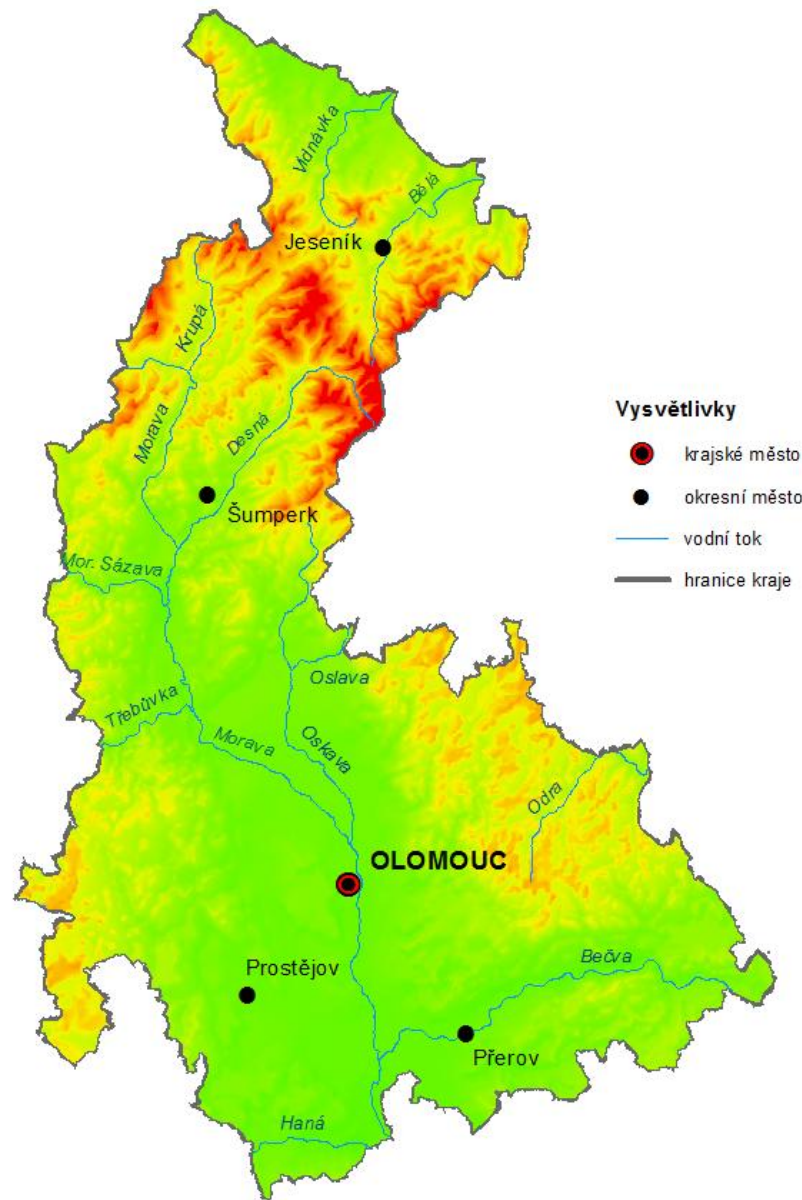 Vidnávka
Bělá
Jeseník
Krupá
Morava
Desná
Šumperk
Mor. Sázava
Oslava
Třebůvka
Morava
Oskava
Odra
OLOMOUC
Prostějov
Bečva
Přerov
Haná
Vysvětlivky
krajské město
okresní město
vodní tok
hranice kraje